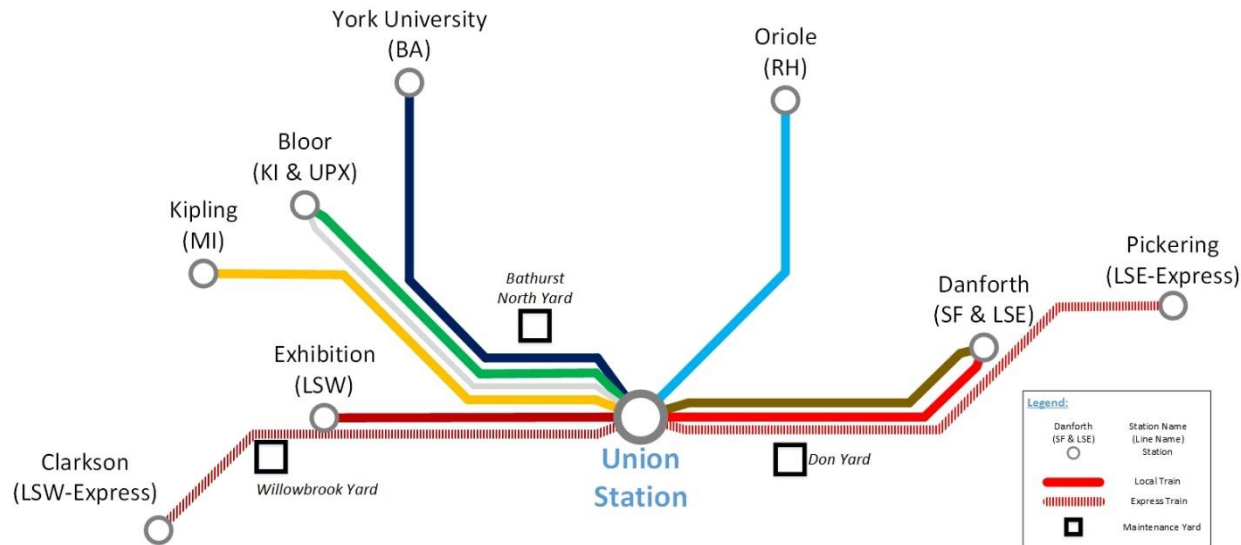 York University
(BA)
Oriole
(RH)
Bloor
(KI & UPX)
Kipling
(MI)
Pickering
(LSE-Express)
Bathurst
North Yard
Danforth
(SF & LSE)
Exhibition
(LSW)
Clarkson
(LSW-Express)
Willowbrook Yard
Union
Station
Don Yard
Legend:
Danforth
(SF & LSE)
Station Name
(Line Name)
Station
Local Train
Express Train
Maintenance Yard